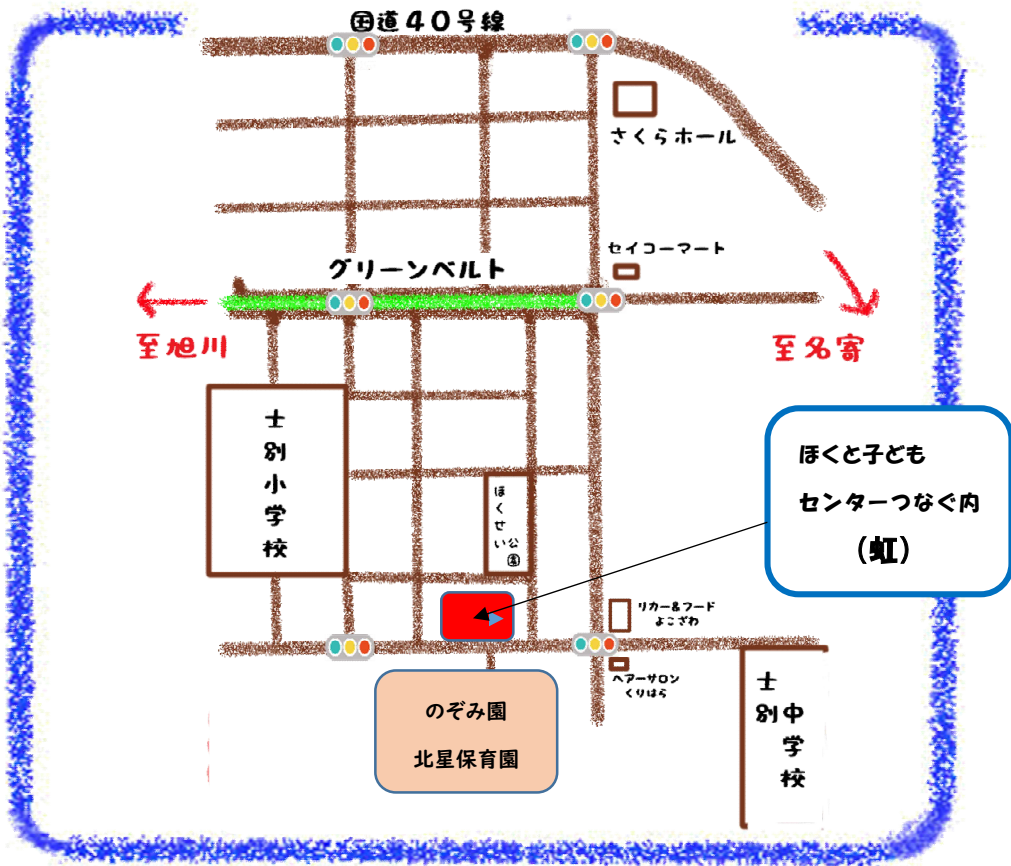 国道40号線
さくらホール
セイコーマート
グリーンベルト
至旭川
至名寄
士別小学校
ほくと子ども
センターつなぐ内
(虹)
ほくせい
公園
リカー&フード
よこざわ
ヘアーサロン
くりはら
のぞみ園
北星保育園
士別
中学校